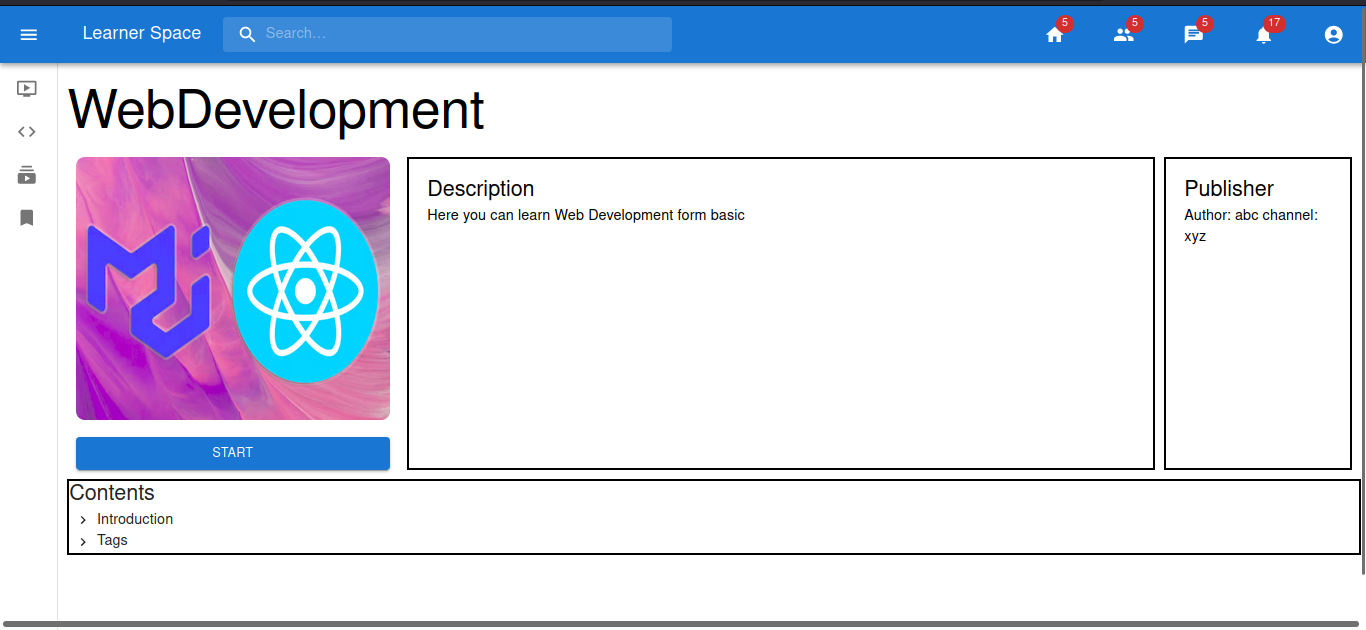 Learner Space
Search…
5
5
5
17
WebDevelopment
Description
Here you can learn Web Development form basic
Publisher
Author: abc channel:
xyz
START
Contents
Introduction
Tags